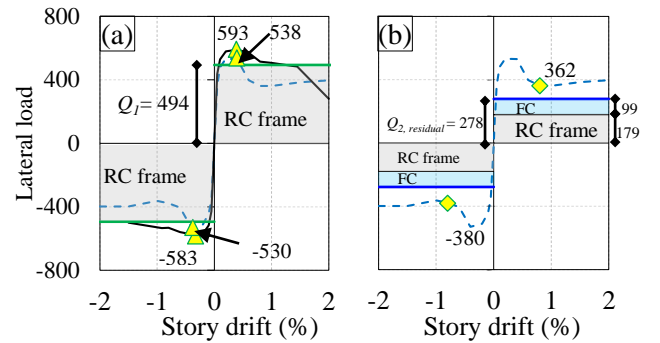 (a)
593
538
Q1= 494
RC frame
RC frame
-583
-530
800
400
0
-400
-800
Lateral load
-2
-1
0
1
2
Story drift (%)
(b)
362
FC
99
Q2, residual= 278
RC frame
179
RC frame
FC
-380
-2
-1
0
1
2
Story drift (%)